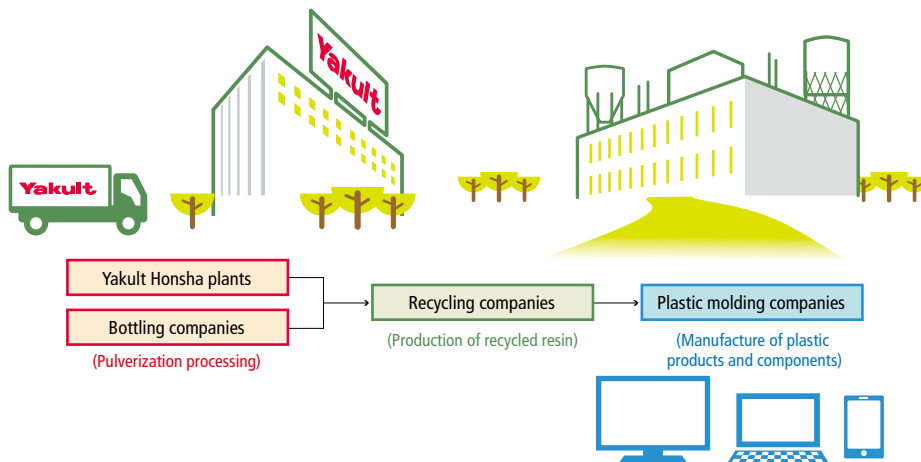 Yakult
Yakult
Yakult Honsha plants
Bottling companies
(Pulverization processing)
Recycling companies
(Production of recycled resin)
Plastic molding companies
(Manufacture of plastic
products and components)